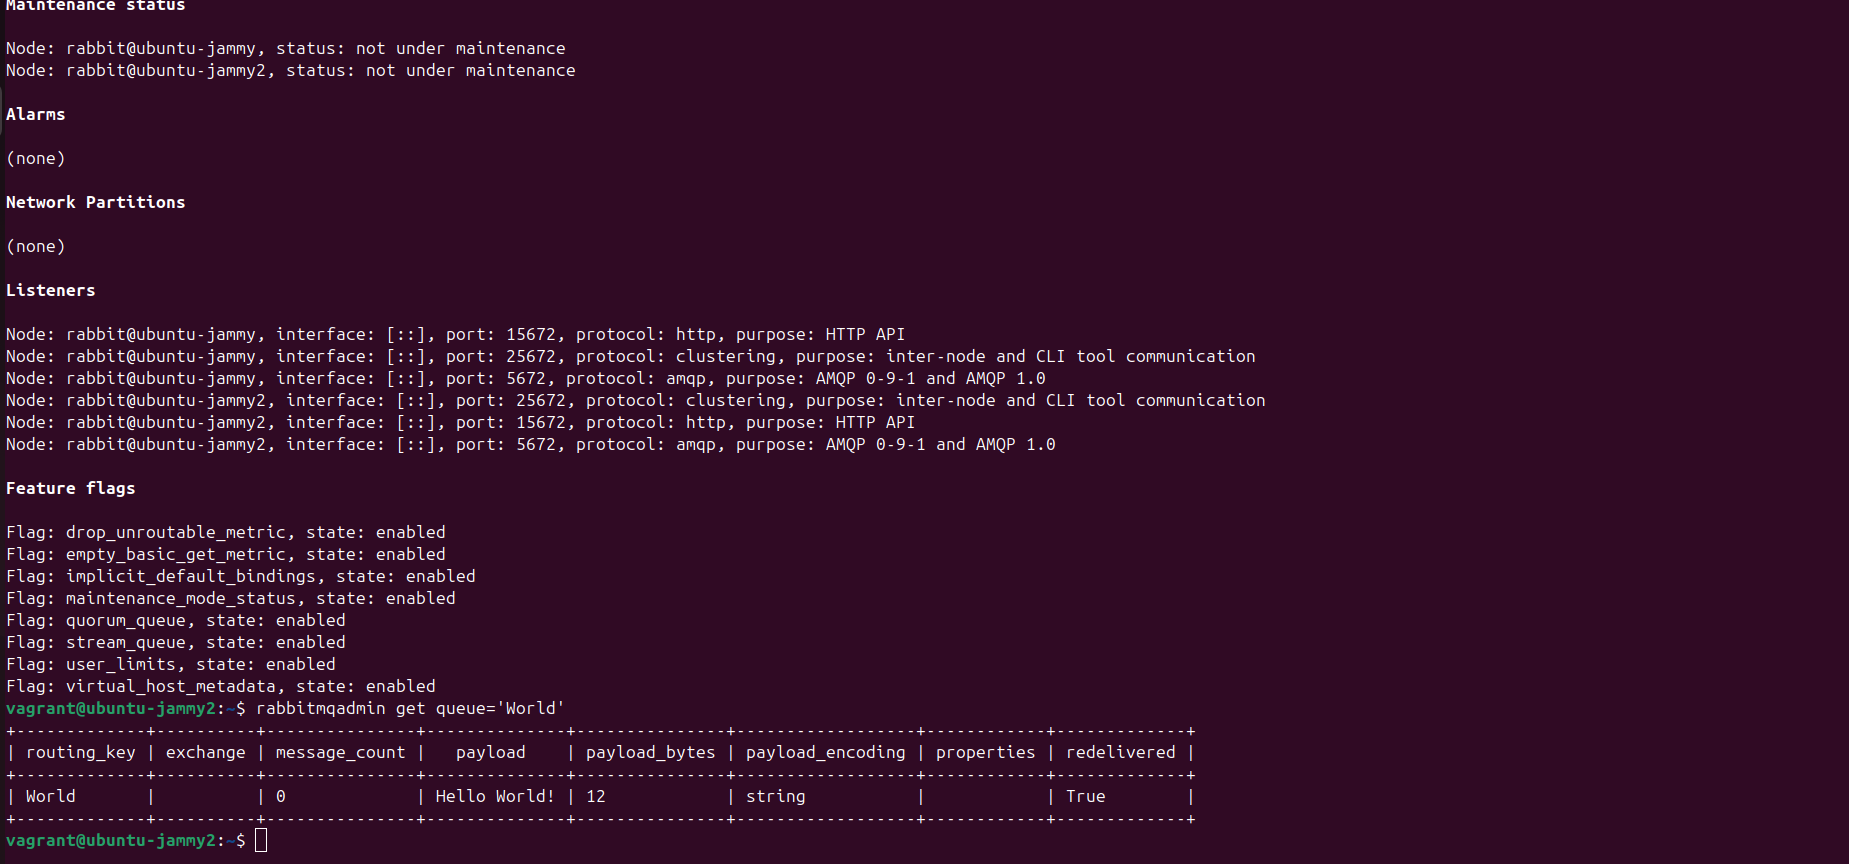 Maintenance status
Node: rabbit@ubuntu-jammy, status: not under maintenance
Node: rabbit@ubuntu-jammy2, status: not under maintenance
Alarms
(none)
Network Partitions
(none)
Listeners
Node: rabbit@ubuntu-jammy, interface: [::], port: 15672, protocol: http, purpose: HTTP API
Node: rabbit@ubuntu-jammy, interface: [::], port: 25672, protocol: clustering, purpose: inter-node and CLI tool communication
Node: rabbit@ubuntu-jammy, interface: [::], port: 5672, protocol: amqp, purpose: AMQP 0-9-1 and AMQP 1.0
Node: rabbit@ubuntu-jammy2, interface: [::], port: 25672, protocol: clustering, purpose: inter-node and CLI tool communication
Node: rabbit@ubuntu-jammy2, interface: [::], port: 15672, protocol: http, purpose: HTTP API
Node: rabbit@ubuntu-jammy2, interface: [::], port: 5672, protocol: amqp, purpose: AMQP 0-9-1 and AMQP 1.0
Feature flags
Flag: drop_unroutable_metric, state: enabled
Flag: empty_basic_get_metric, state: enabled
Flag: implicit_default_bindings, state: enabled
Flag: maintenance_mode_status, state: enabled
Flag: quorum_queue, state: enabled
Flag: stream_queue, state: enabled
Flag: user_limits, state: enabled
Flag: virtual_host_metadata, state: enabled
vagrant@ubuntu-jammy2:~$ rabbitmqadmin get queue='World'
+-------------+----------+---------------+--------------+---------------+------------------+------------+-------------+
| routing_key | exchange | message_count |   payload    | payload_bytes | payload_encoding | properties | redelivered |
+-------------+----------+---------------+--------------+---------------+------------------+------------+-------------+
| World       |          | 0             | Hello World! | 12            | string           |            | True        |
+-------------+----------+---------------+--------------+---------------+------------------+------------+-------------+
vagrant@ubuntu-jammy2:~$